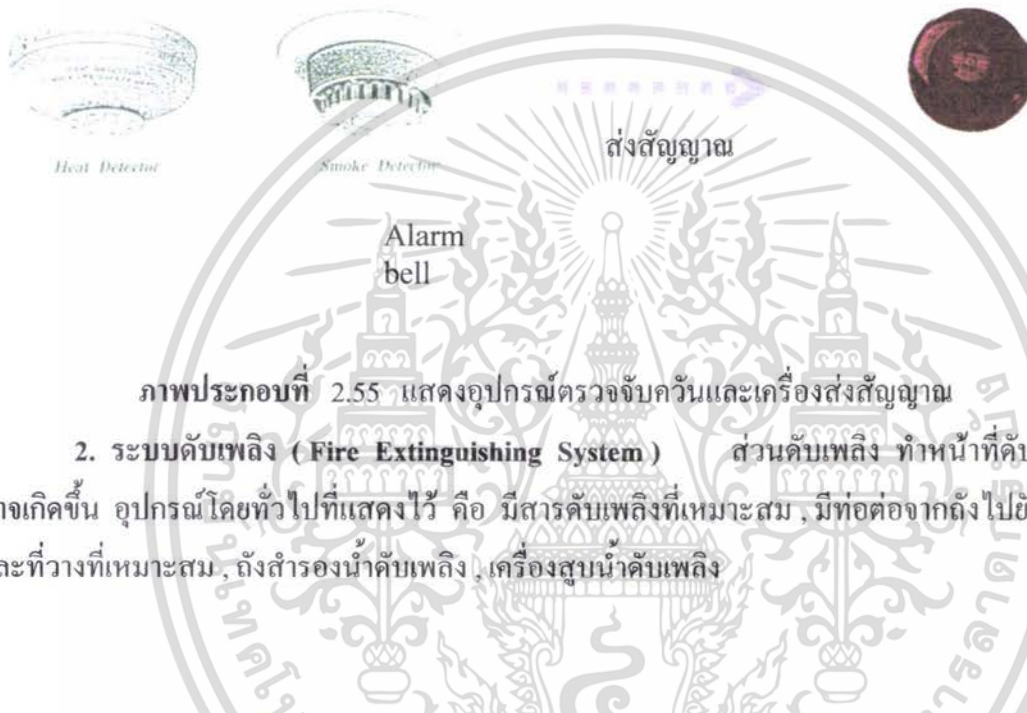 Heat Detector
Smoke Detector
ส่งสัญญาณ
Alarm
bell
ภาพประกอบที่ 2.55 แสดงอุปกรณ์ตรวจจับควันและเครื่องส่งสัญญาณ
2. ระบบดับเพลิง ( Fire Extinguishing System ) ส่วนดับเพลิง ทำหน้าที่ดับ
าจเกิดขึ้น อุปกรณ์โดยทั่วไปที่แสดงไว้ คือ มีสารดับเพลิงที่เหมาะสม , มีท่อต่อจากถังไปยั
ละที่วางที่เหมาะสม , ถังสำรองน้ำดับเพลิง , เครื่องสูบน้ำดับเพลิง